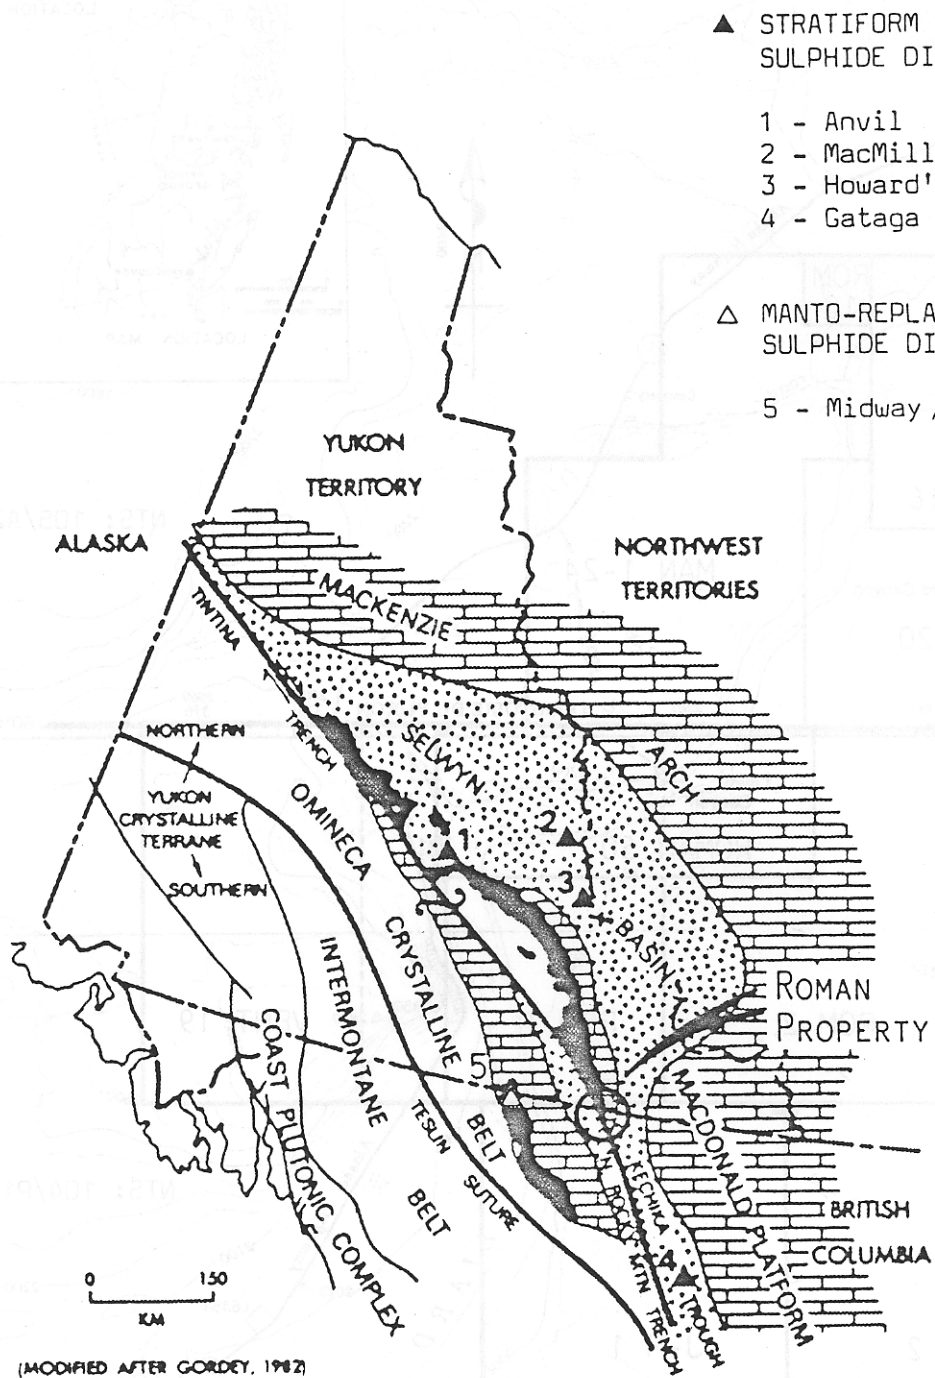 ▲ STRATIFORM
SULPHIDE DI
1 - Anvil
2 - MacMill
3 - Howard'
4 - Gataga
△ MANTO-REPLA
SULPHIDE DI
5 - Midway,
YUKON
TERRITORY
ALASKA
NORTHWEST
TERRITORIES
MACKENZIE
ARCH
TINTINA
TRENCH
SELWYN
BASIN
NORTHERN
YUKON
CRYSTALLINE
TERRANE
SOUTHERN
OMINECA
CRYSTALLINE
BELT
1
2
3
INTERMONTANE
BELT
COAST PLUTONIC COMPLEX
5
TESLIN
SUTURE
ROMAN
PROPERTY
MACDONALD PLATFORM
KECHIKA
TROUGH
N ROCKY MTN
TRENCH
4
BRITISH
COLUMBIA
0 150
KM
(MODIFIED AFTER GORDEY, 1982)